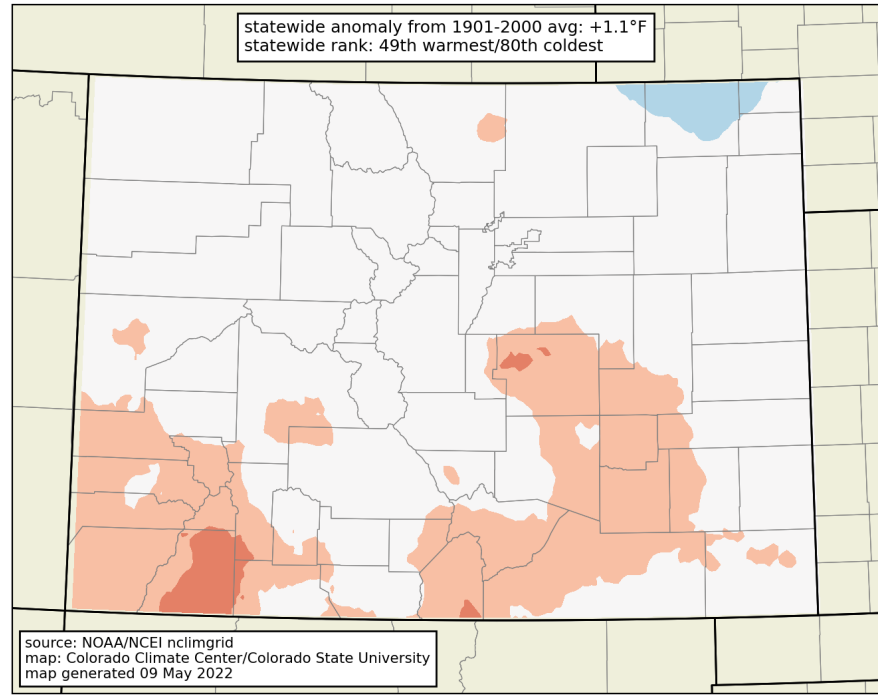 statewide anomaly from 1901-2000 avg: +1.1°F
statewide rank: 49th warmest/80th coldest
source: NOAA/NCEI nclimgrid
map: Colorado Climate Center/Colorado State University
map generated 09 May 2022